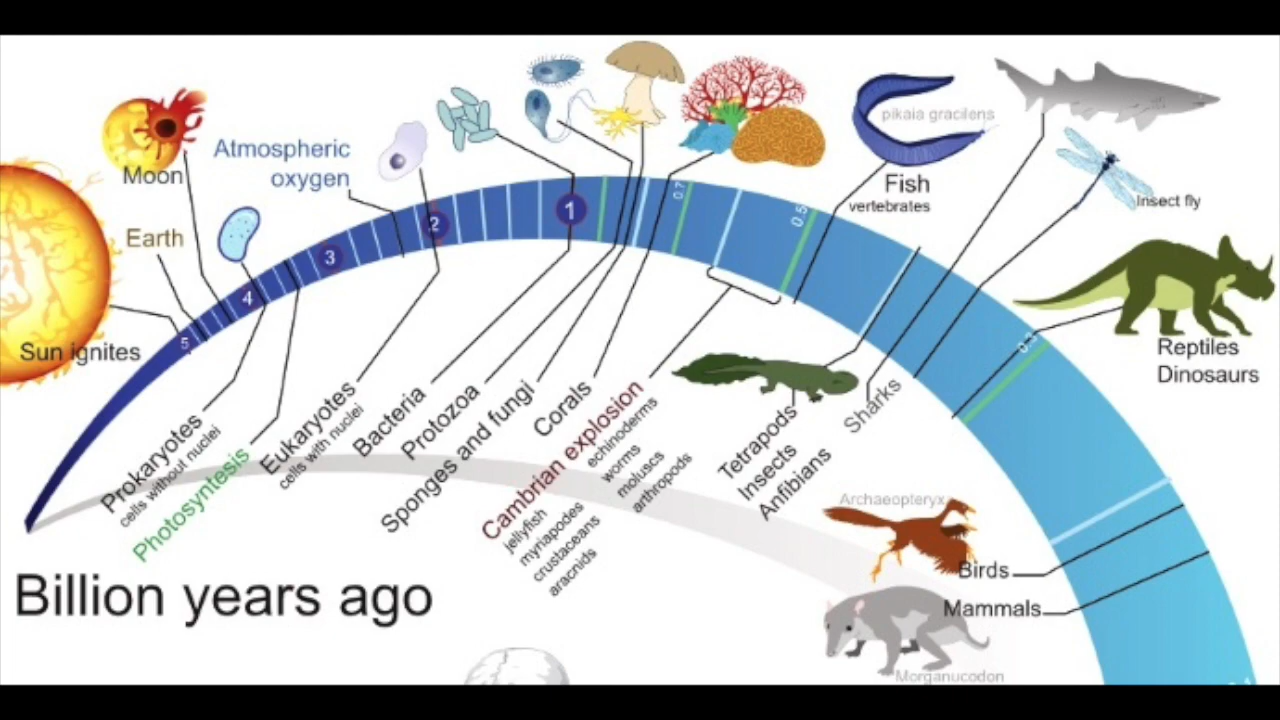 Moon
Earth
Sun ignites
Atmospheric
oxygen
pikaia gracilens
Fish
vertebrates
Insect fly
Reptiles
Dinosaurs
5
4
3
2
1
0.7
0.5
0.3
Prokaryotes
cells without nuclei
Photosyntesis
Eukaryotes
cells with nuclei
Bacteria
Protozoa
Sponges and fungi
Corals
Cambrian explosion
echinoderms
worms
moluscs
arthropods
jellyfish
myriapodes
crustaceans
aracnids
Tetrapods
Insects
Anfibians
Sharks
Archaeopteryx
Birds
Mammals
Morganucodon
Billion years ago